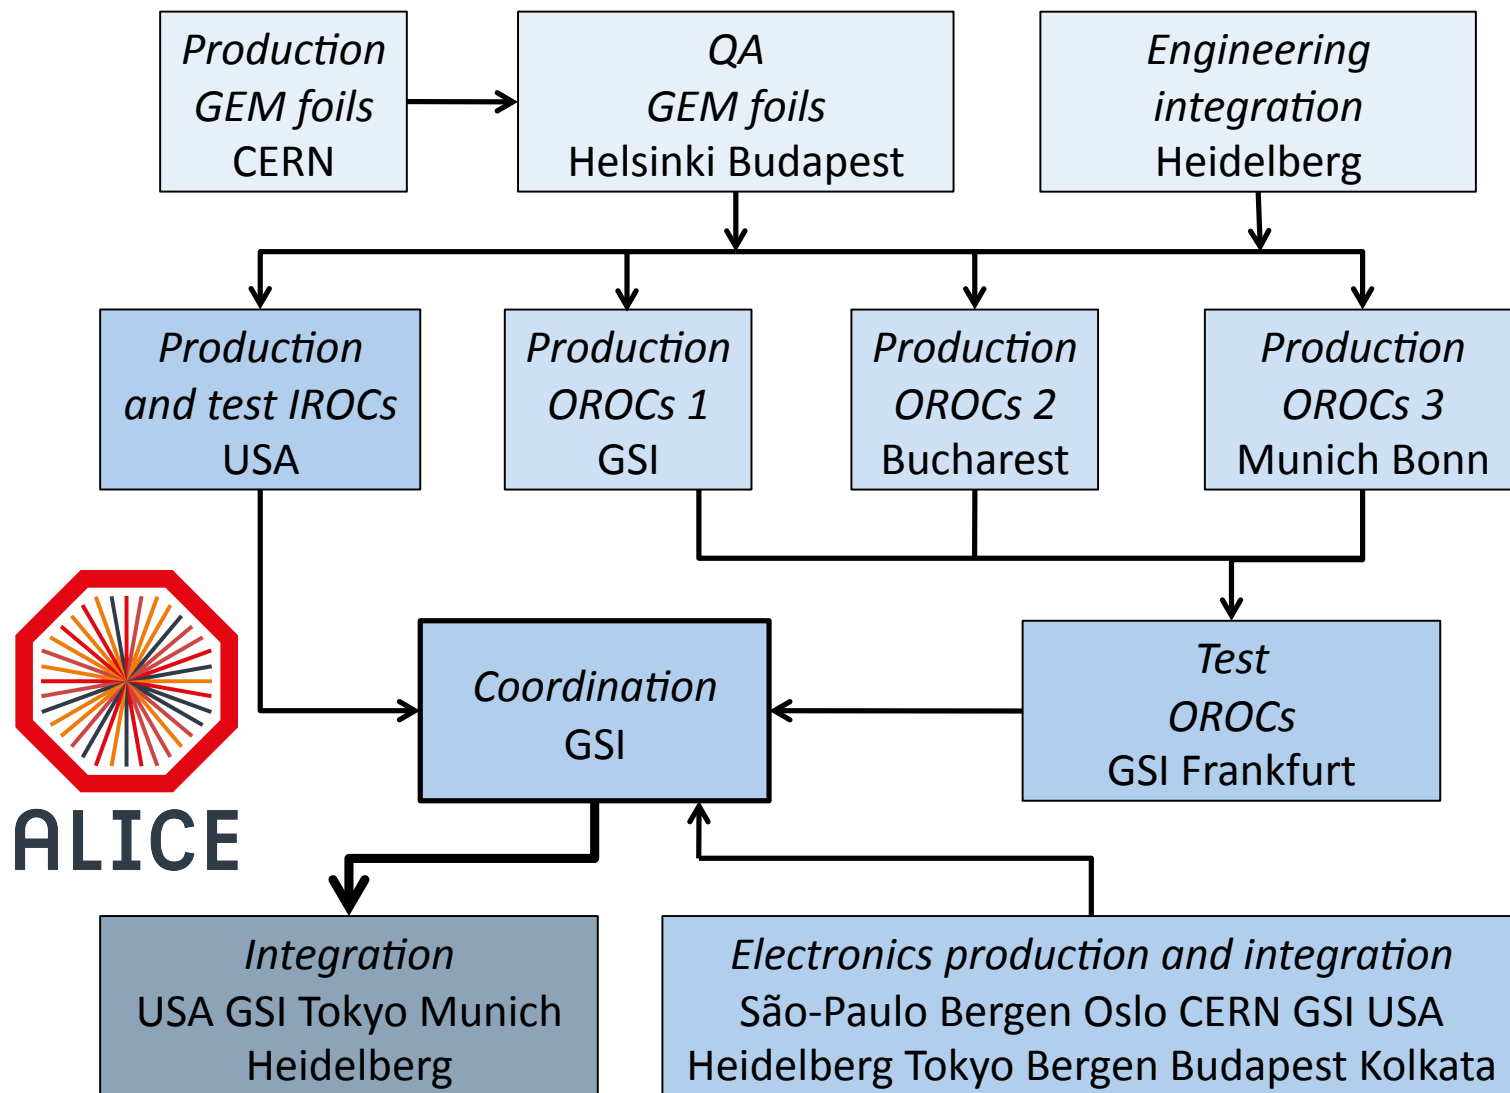 Production
GEM foils
CERN
QA
GEM foils
Helsinki Budapest
Engineering
integration
Heidelberg
Production
and test IROCs
USA
Production
OROCs 1
GSI
Production
OROCs 2
Bucharest
Production
OROCs 3
Munich Bonn
ALICE
Coordination
GSI
Test
OROCs
GSI Frankfurt
Integration
USA GSI Tokyo Munich
Heidelberg
Electronics production and integration
São-Paulo Bergen Oslo CERN GSI USA
Heidelberg Tokyo Bergen Budapest Kolkata